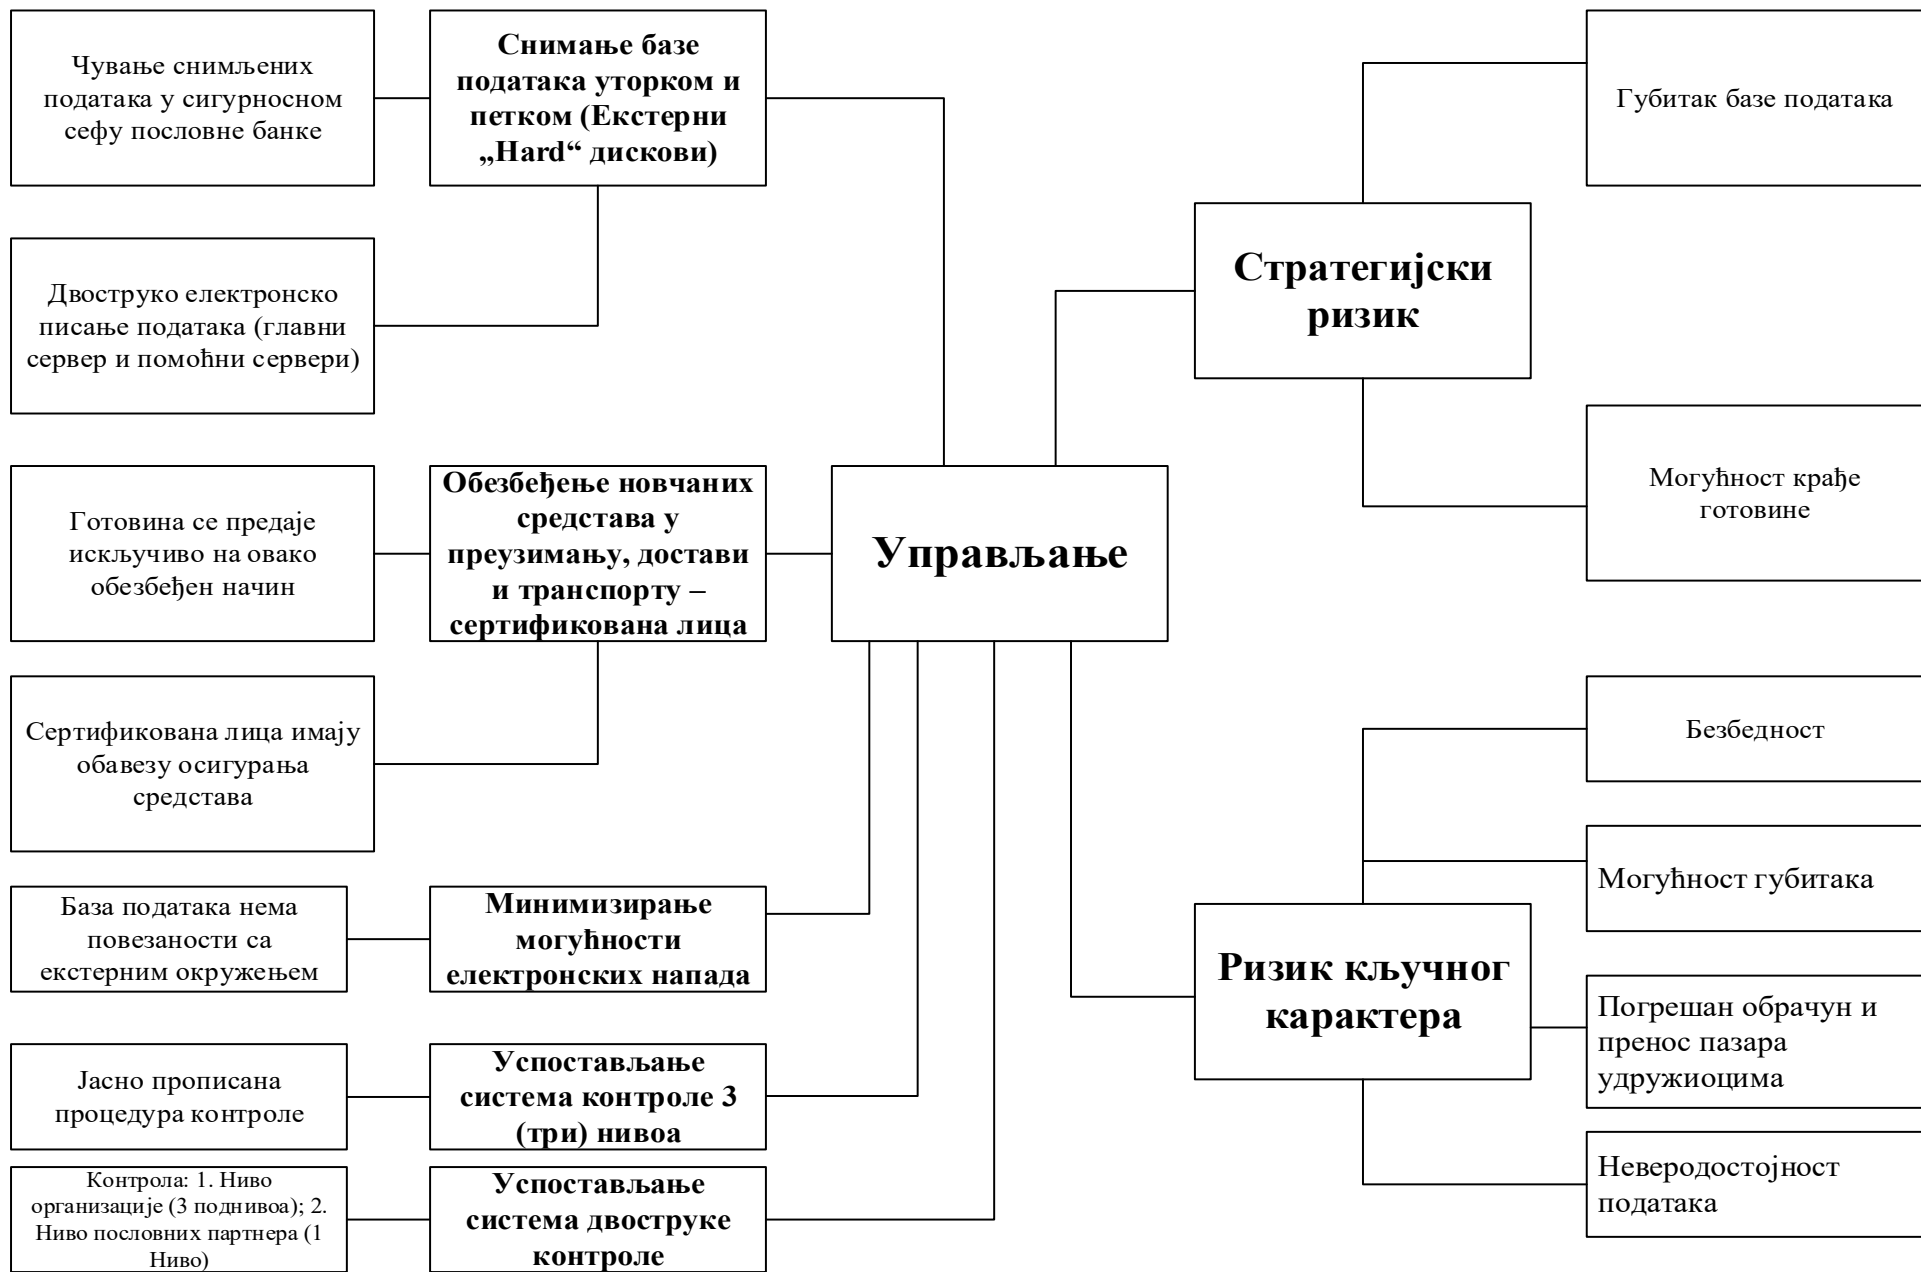 Чување снимљених
података у сигурносном
сефу пословне банке
Снимање базе
података уторком и
петком (Екстерни
„Hard“ дискови)
Губитак базе података
Стратегијски
ризик
Двоструко електронско
писање података (главни
сервер и помоћни сервери)
Могућност крађе
готовине
Готовина се предаје
искључиво на овако
обезбеђен начин
Обезбеђење новчаних
средстава у
преузимању, достави
и транспорту –
сертификована лица
Управљање
Сертификована лица имају
обавезу осигурања
средстава
Безбедност
Могућност губитака
База података нема
повезаности са
екстерним окружењем
Минимизирање
могућности
електронских напада
Ризик кључног
карактера
Погрешан обрачун и
пренос пазара
удружиоцима
Јасно прописана
процедура контроле
Успостављање
система контроле 3
(три) нивоа
Неверодостојност
података
Контрола: 1. Ниво
организације (3 поднивоа); 2.
Ниво пословних партнера (1
Ниво)
Успостављање
система двоструке
контроле